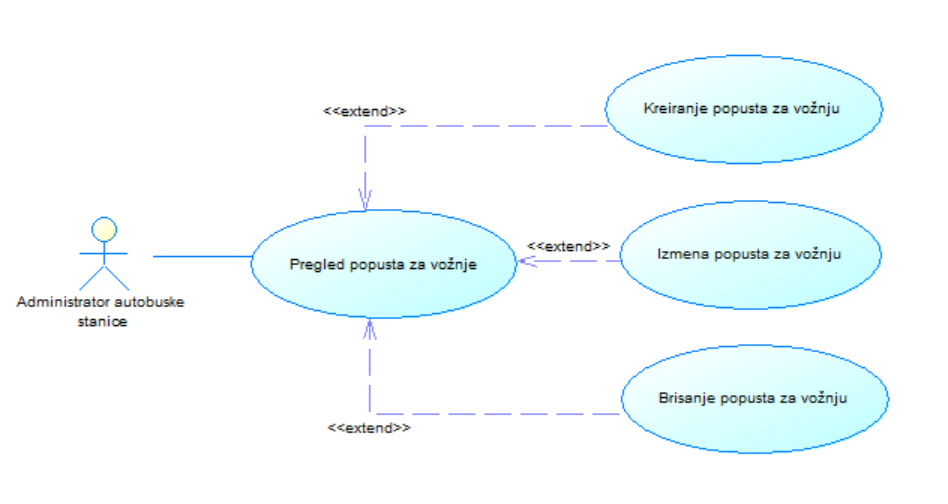 <<extend>>
Kreiranje popusta za vožnju
<<extend>>
Izmena popusta za vožnju
Pregled popusta za vožnje
Administrator autobuske
stanice
Brisanje popusta za vožnju
<<extend>>